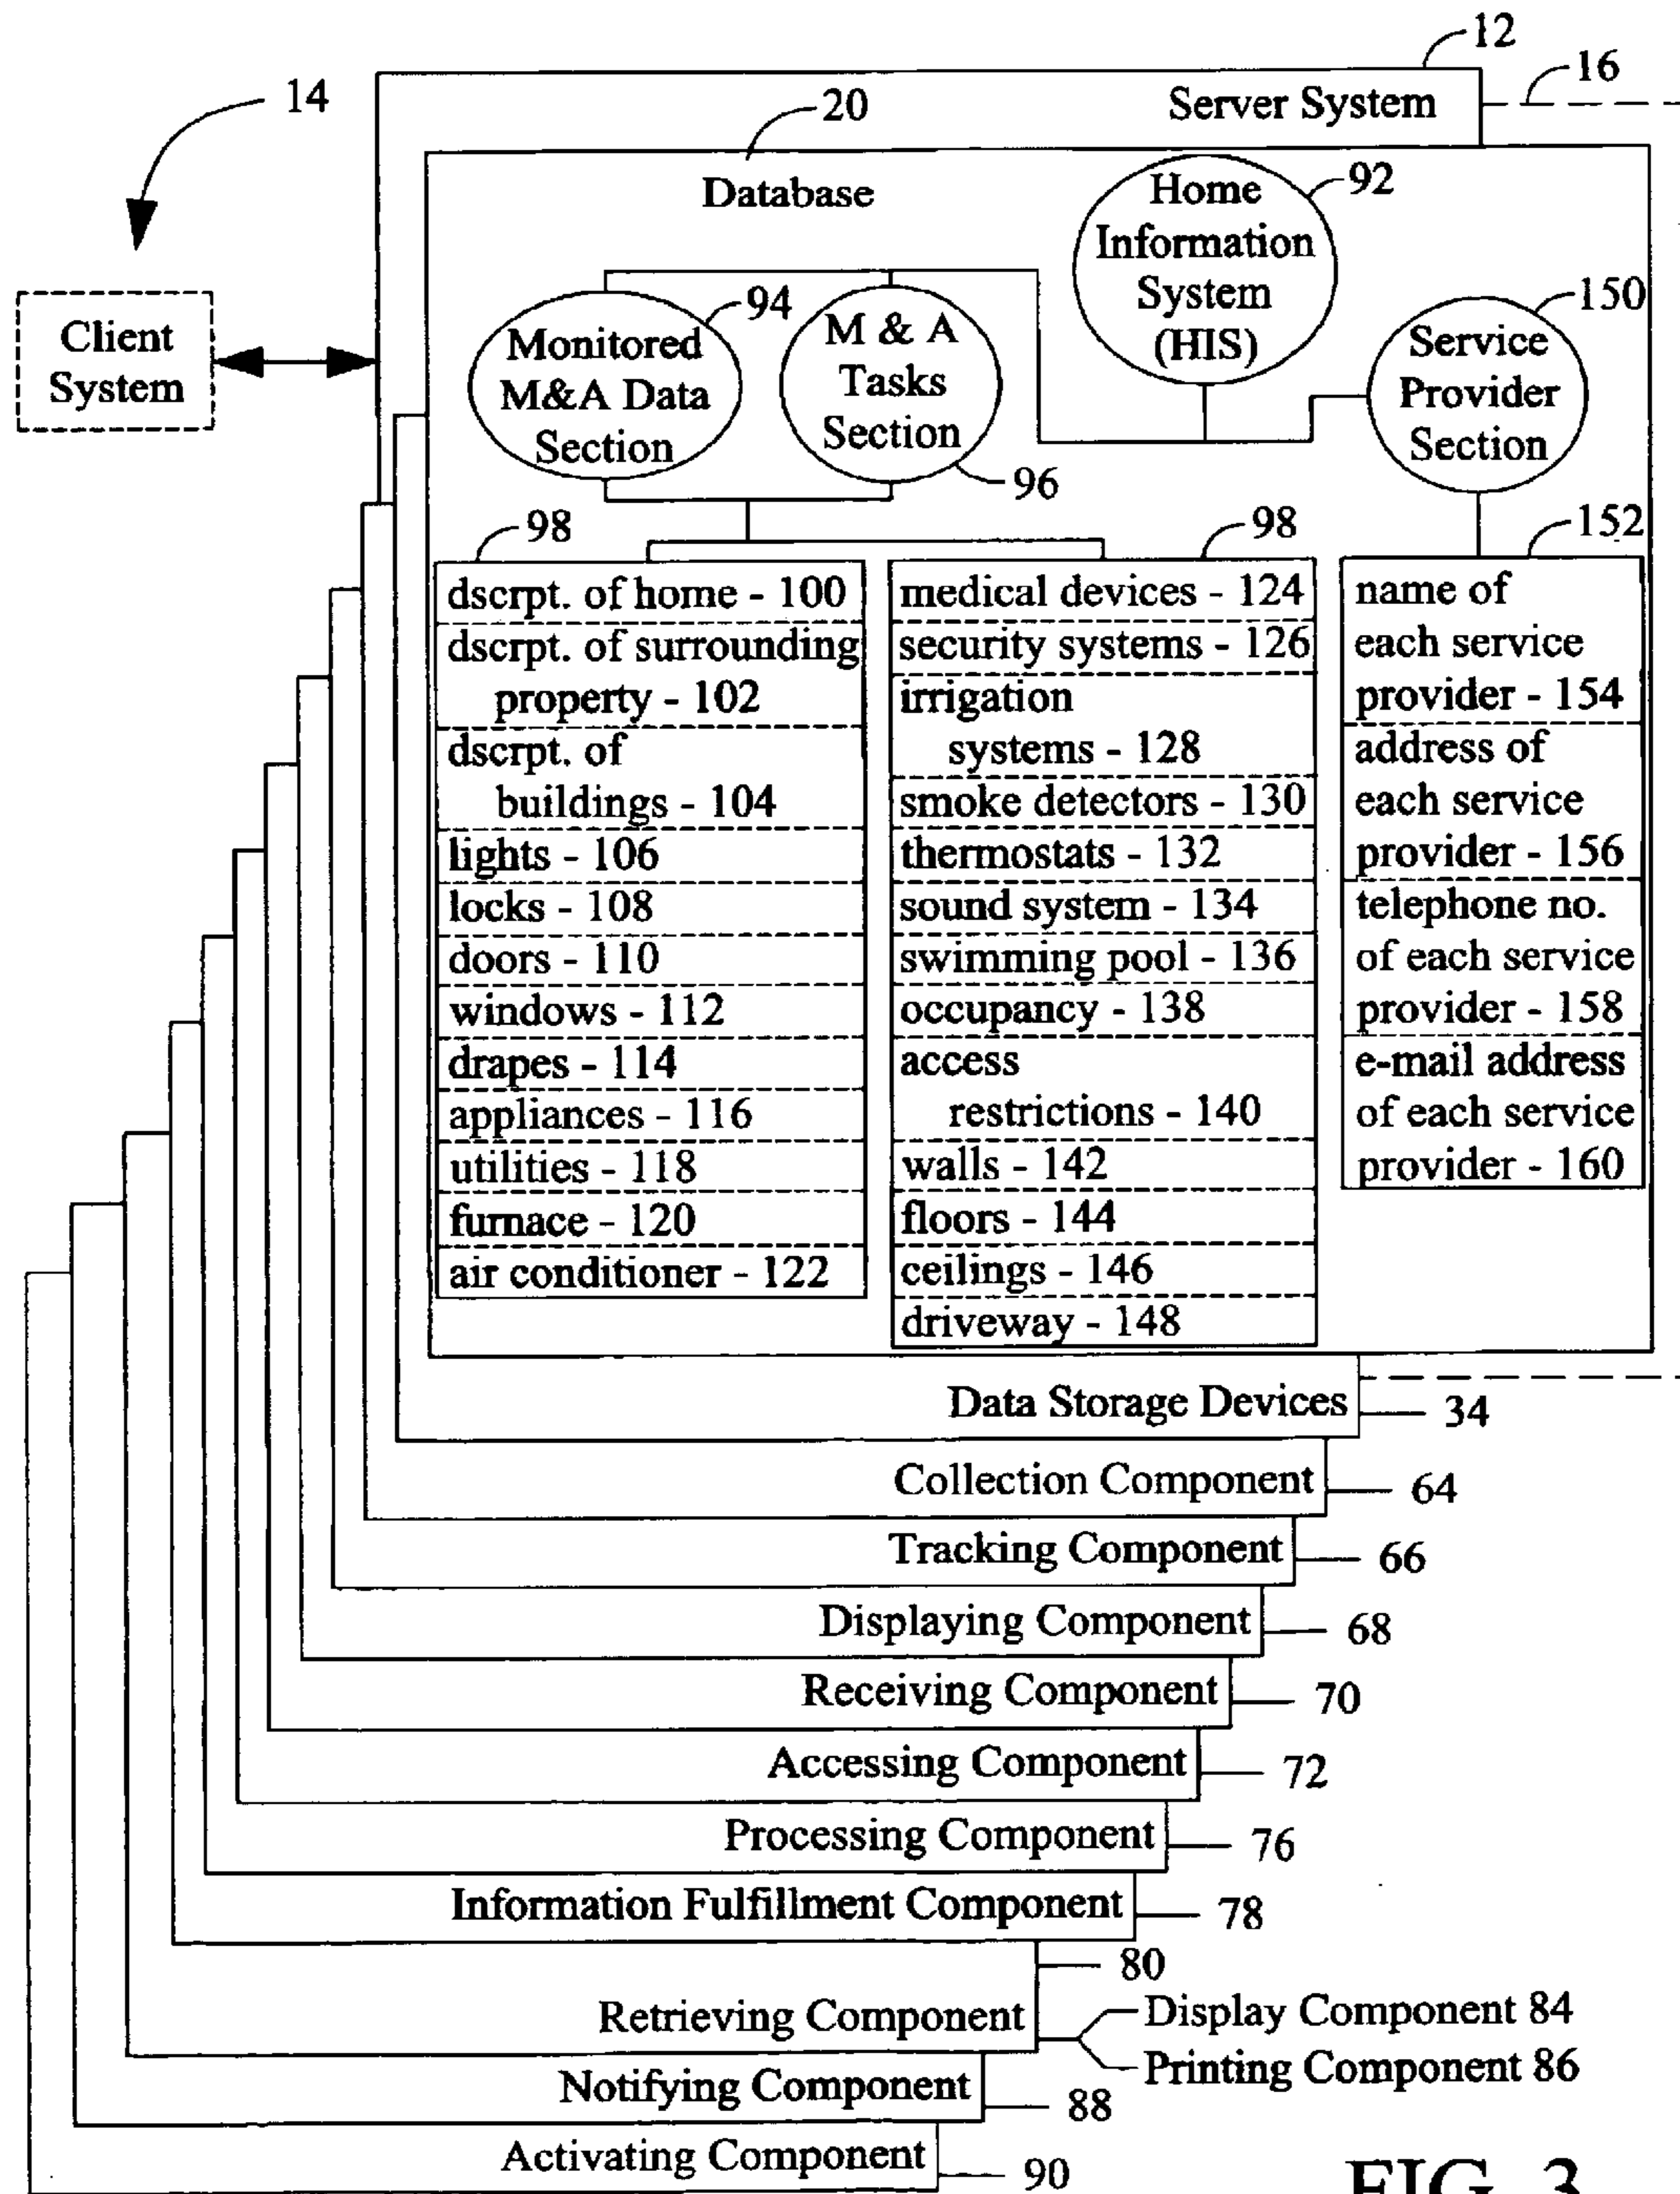 12
16
Server System
14
20
Database
Home
Information
System
(HIS)
92
Client
System
94
Monitored
M&A Data
Section
M & A
Tasks
Section
96
150
Service
Provider
Section
98
dscrpt. of home - 100
dscrpt. of surrounding
property - 102
dscrpt. of
buildings - 104
lights - 106
locks - 108
doors - 110
windows - 112
drapes - 114
appliances - 116
utilities - 118
furnace - 120
air conditioner - 122
98
medical devices - 124
security systems - 126
irrigation
systems - 128
smoke detectors - 130
thermostats - 132
sound system - 134
swimming pool - 136
occupancy - 138
access
restrictions - 140
walls - 142
floors - 144
ceilings - 146
driveway - 148
152
name of
each service
provider - 154
address of
each service
provider - 156
telephone no.
of each service
provider - 158
e-mail address
of each service
provider - 160
Data Storage Devices
34
Collection Component
64
Tracking Component
66
Displaying Component
68
Receiving Component
70
Accessing Component
72
Processing Component
76
Information Fulfillment Component
78
80
Retrieving Component
Display Component 84
Printing Component 86
Notifying Component
88
Activating Component
90
FIG. 3